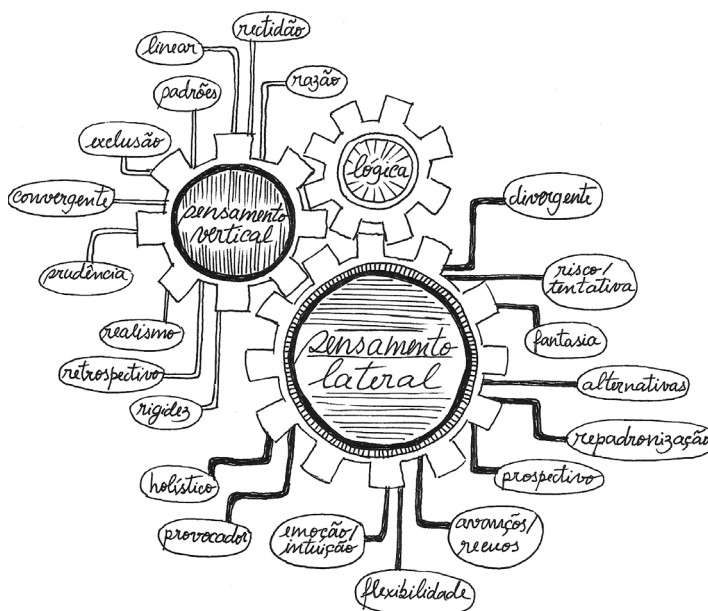 rectidão
linear
razão
padrões
exclusão
lógica
convergente
divergente
pensamento
vertical
prudência
risco/
tentativa
realismo
fantasia
pensamento
lateral
retrospectivo
alternativas
rigidez
repadronização
holístico
prospectivo
provocador
emoção/
intuição
avanços/
recuos
flexibilidade